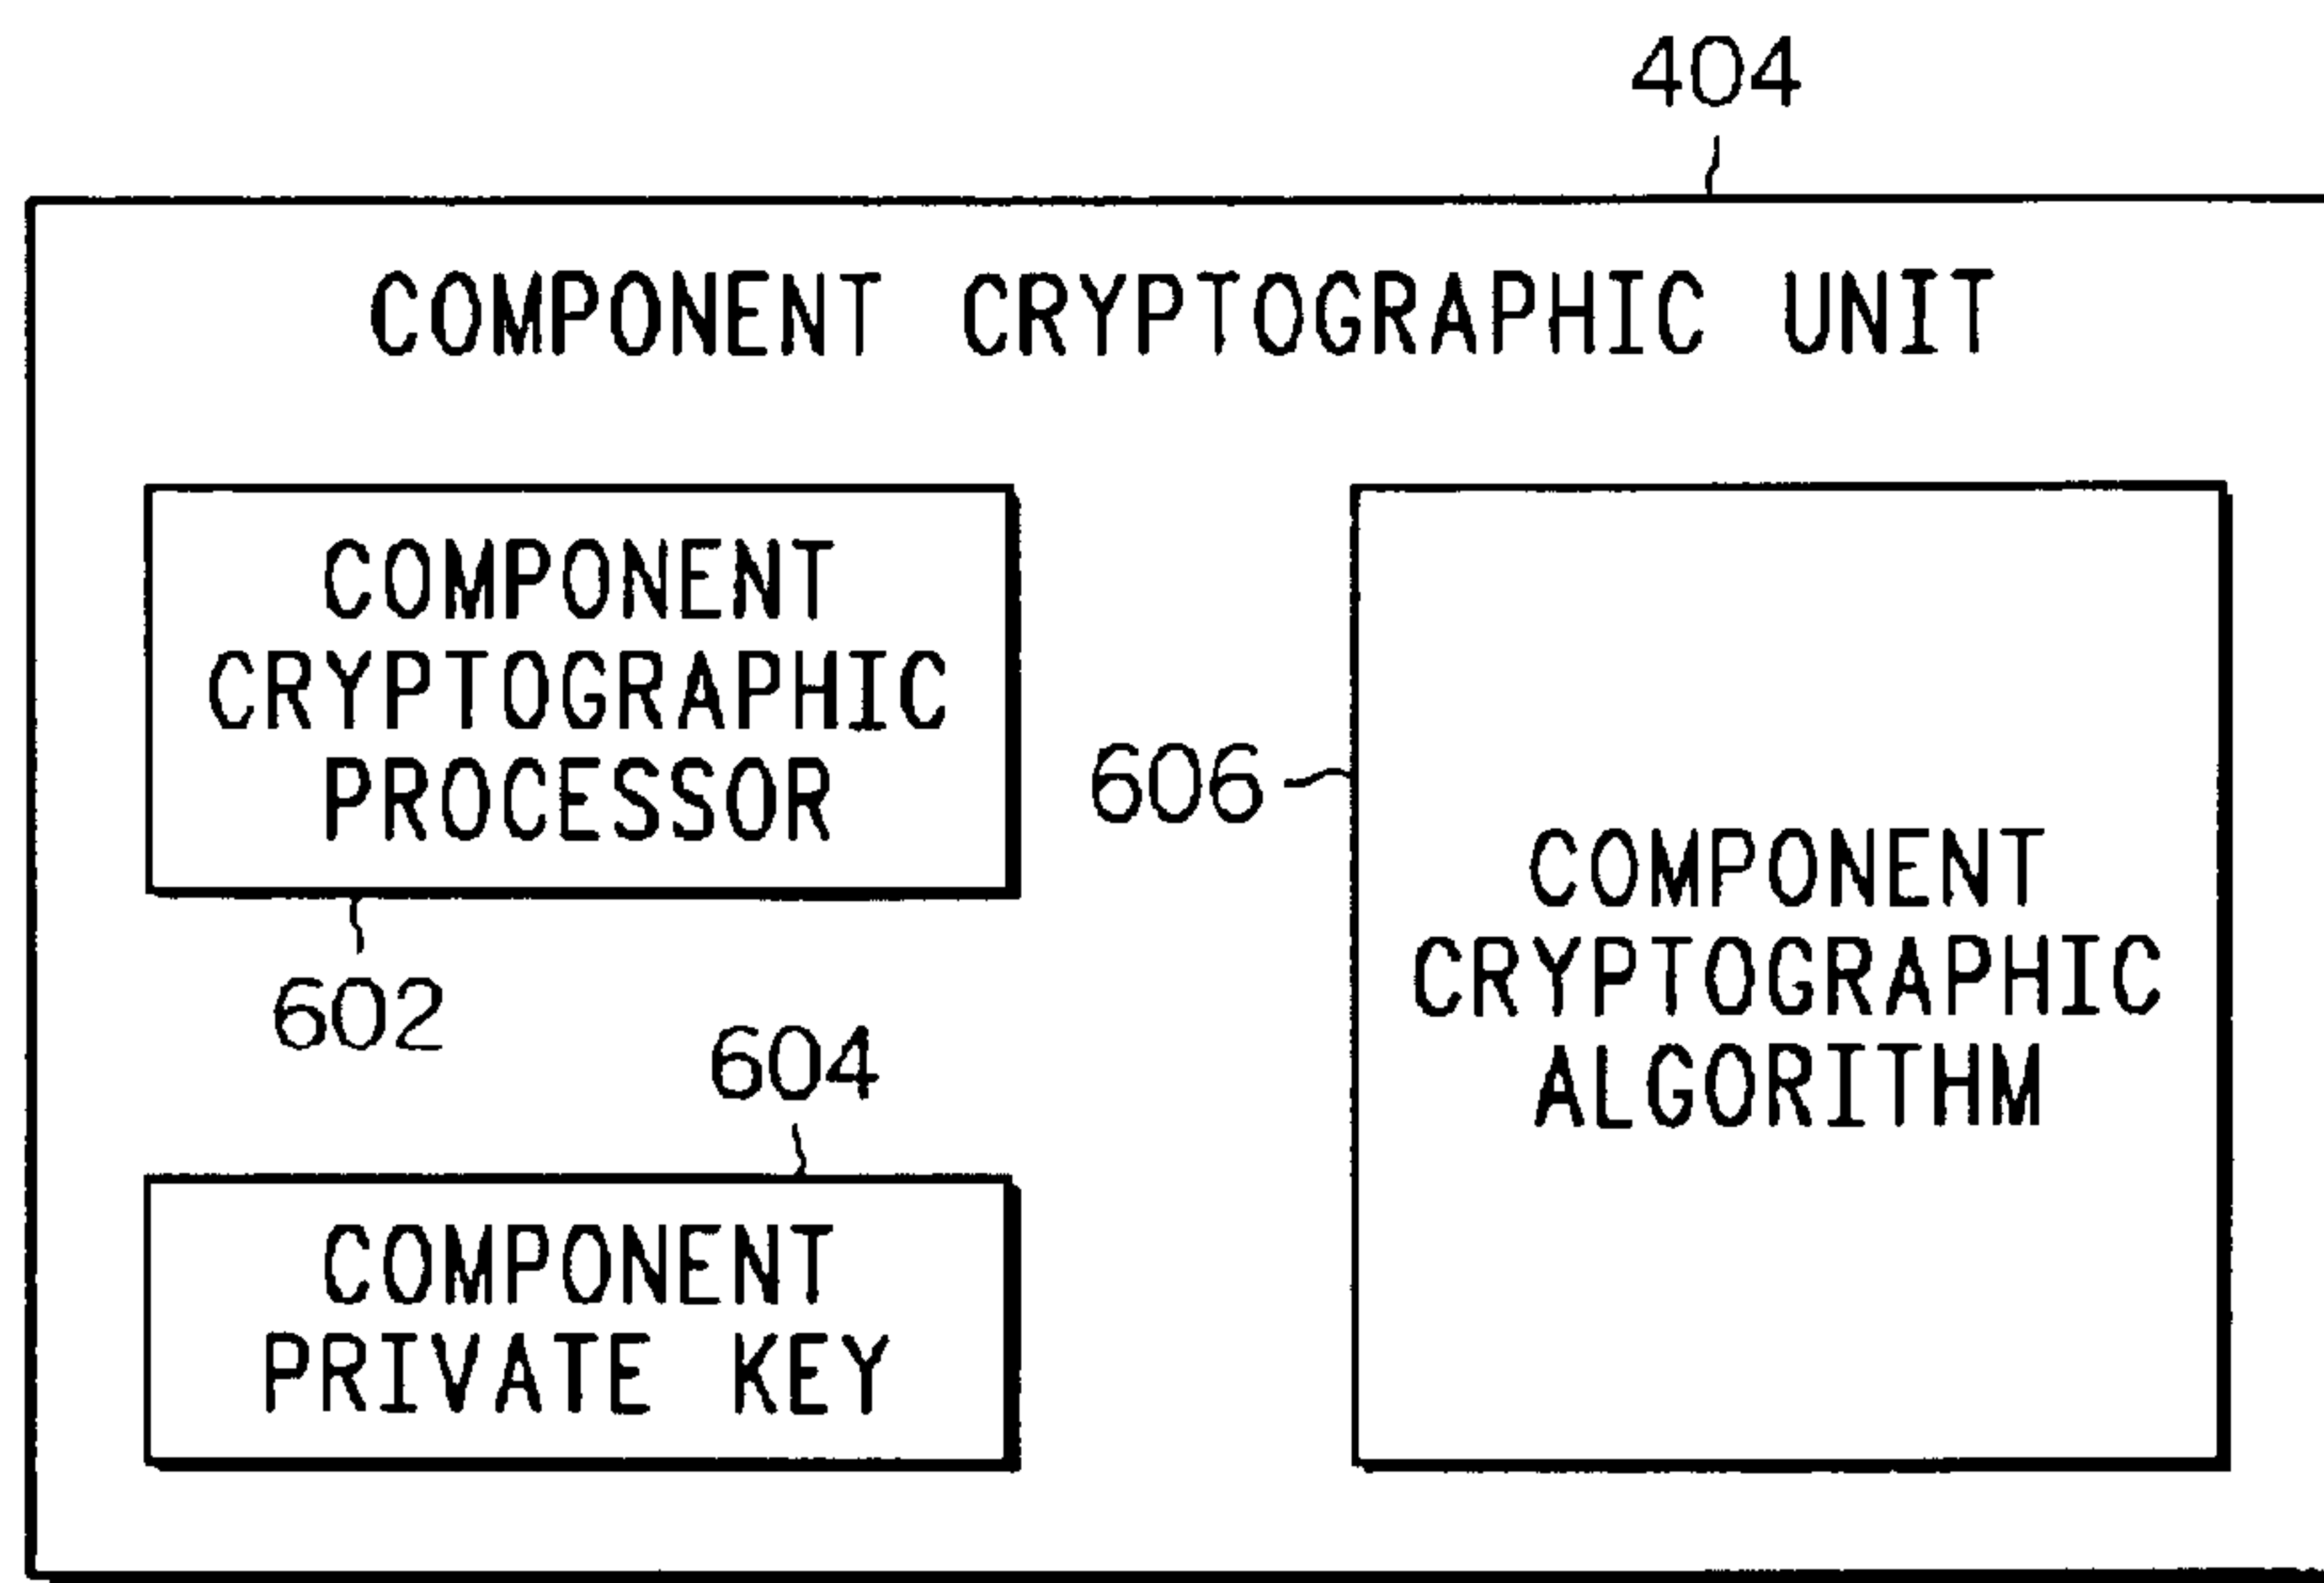 404
COMPONENT CRYPTOGRAPHIC UNIT
COMPONENT
CRYPTOGRAPHIC
PROCESSOR
602
604
COMPONENT
PRIVATE KEY
606
COMPONENT
CRYPTOGRAPHIC
ALGORITHM